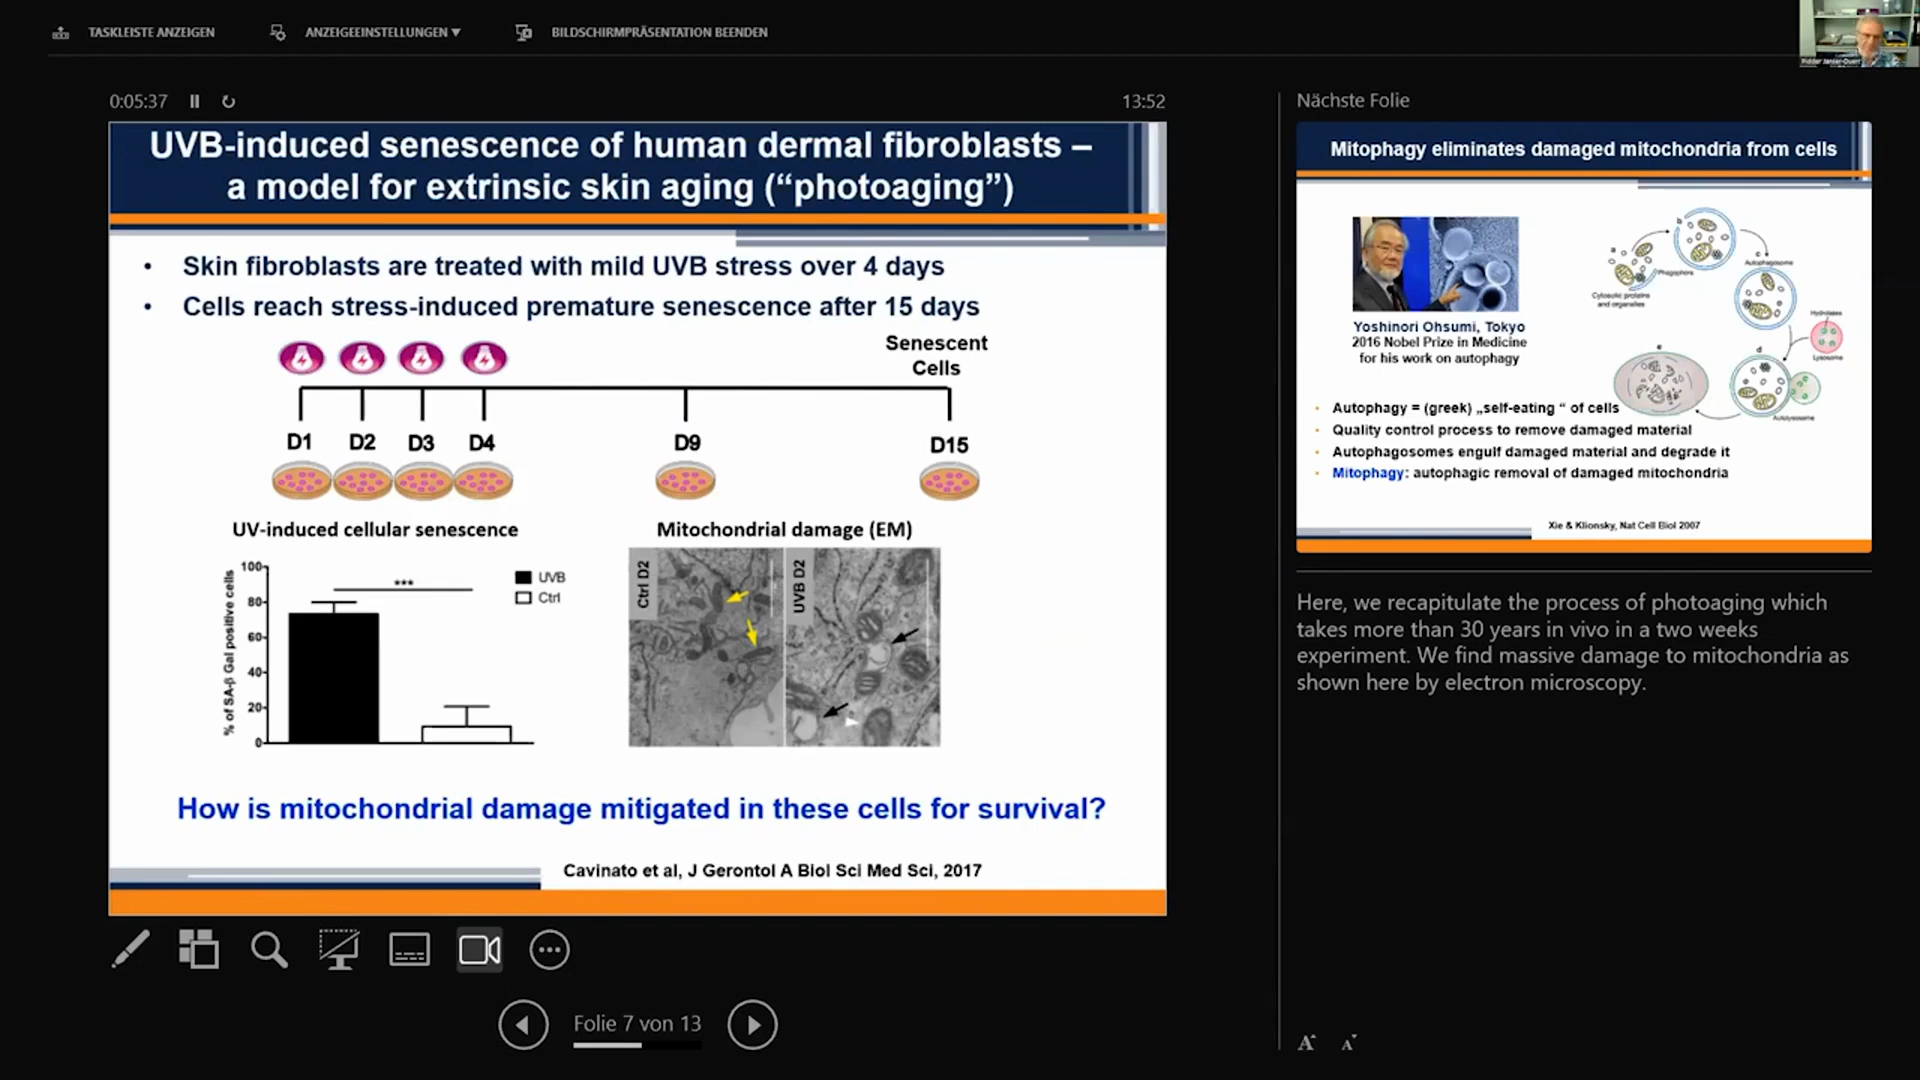 TASKLEISTE ANZEIGEN
ANZEIGEEINSTELLUNGEN ▼
BILDSCHIRMPRÄSENTATION BEENDEN
0:05:37
13:52
UVB-induced senescence of human dermal fibroblasts –
a model for extrinsic skin aging (“photoaging”)
• Skin fibroblasts are treated with mild UVB stress over 4 days
• Cells reach stress-induced premature senescence after 15 days
Senescent
Cells
D1 D2 D3 D4 D9 D15
UV-induced cellular senescence
% of SA-β Gal positive cells
100
80
60
40
20
0
***
UVB
Ctrl
Mitochondrial damage (EM)
Ctrl D2
UVB D2
How is mitochondrial damage mitigated in these cells for survival?
Cavinato et al, J Gerontol A Biol Sci Med Sci, 2017
Folie 7 von 13
Nächste Folie
Mitophagy eliminates damaged mitochondria from cells
Yoshinori Ohsumi, Tokyo
2016 Nobel Prize in Medicine
for his work on autophagy
a
b
c
d
e
Phagophore
Cytosolic proteins
and organelles
Autophagosome
Hydrolases
Lysosome
Autolysosome
• Autophagy = (greek) „self-eating “ of cells
• Quality control process to remove damaged material
• Autophagosomes engulf damaged material and degrade it
• Mitophagy: autophagic removal of damaged mitochondria
Xie & Klionsky, Nat Cell Biol 2007
Here, we recapitulate the process of photoaging which
takes more than 30 years in vivo in a two weeks
experiment. We find massive damage to mitochondria as
shown here by electron microscopy.
A A